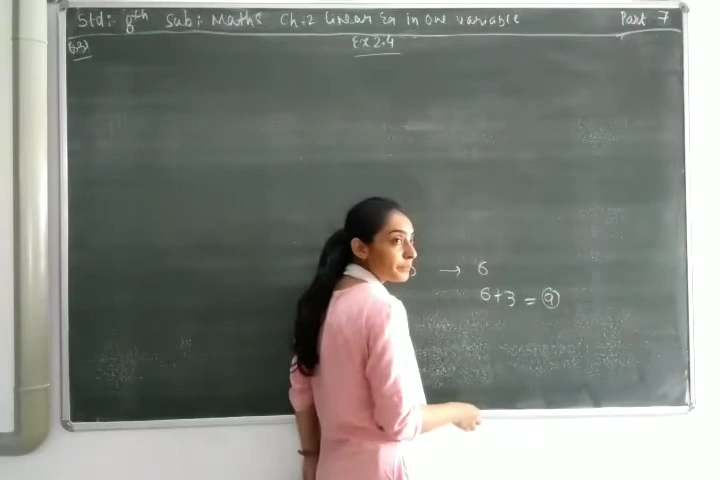 Std: 8th Sub: Maths Ch-2 linear Eq in One variable Part 7
Ex 2.4
→ 6
6+3 = 9